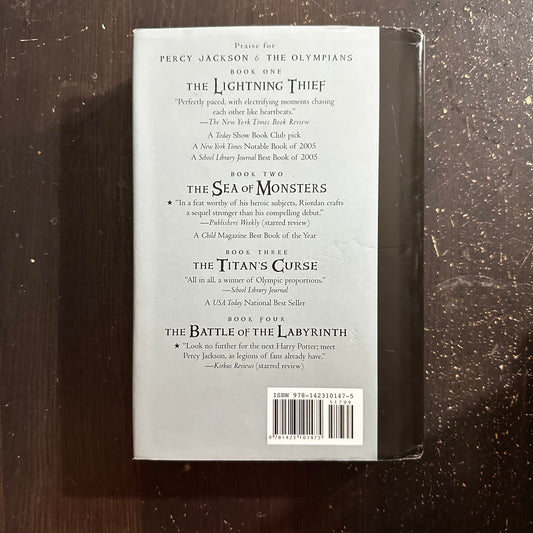 Praise for
PERCY JACKSON & THE OLYMPIANS
BOOK ONE
THE LIGHTNING THIEF
"Perfectly paced, with electrifying moments chasing
each other like heartbeats."
—The New York Times Book Review
A Today Show Book Club pick
A New York Times Notable Book of 2005
A School Library Journal Best Book of 2005
BOOK TWO
THE SEA OF MONSTERS
★ "In a feat worthy of his heroic subjects, Riordan crafts
a sequel stronger than his compelling debut."
—Publishers Weekly (starred review)
A Child Magazine Best Book of the Year
BOOK THREE
THE TITAN'S CURSE
"All in all, a winner of Olympic proportions."
—School Library Journal
A USA Today National Best Seller
BOOK FOUR
THE BATTLE OF THE LABYRINTH
★ "Look no further for the next Harry Potter; meet
Percy Jackson, as legions of fans already have."
—Kirkus Reviews (starred review)
ISBN 978-142310147-5
51799
9 781423 101475